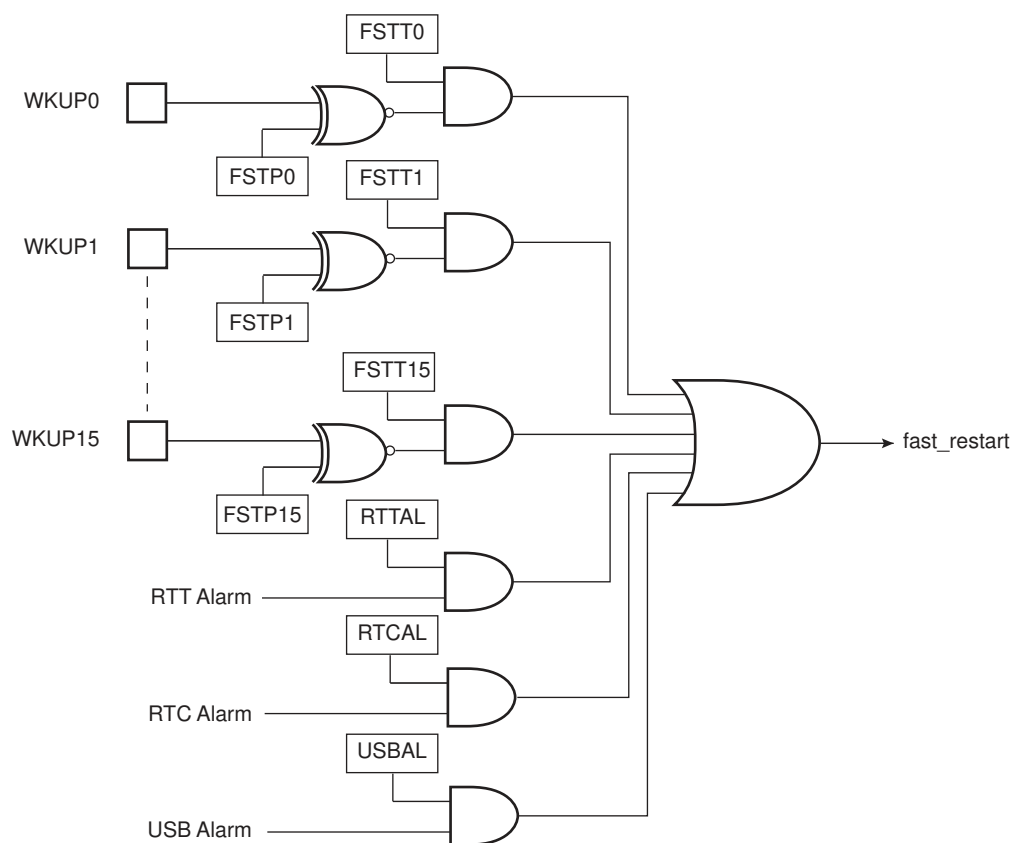 FSTT0
WKUP0
FSTP0
FSTT1
WKUP1
FSTP1
FSTT15
WKUP15
fast_restart
FSTP15
RTTAL
RTT Alarm
RTCAL
RTC Alarm
USBAL
USB Alarm